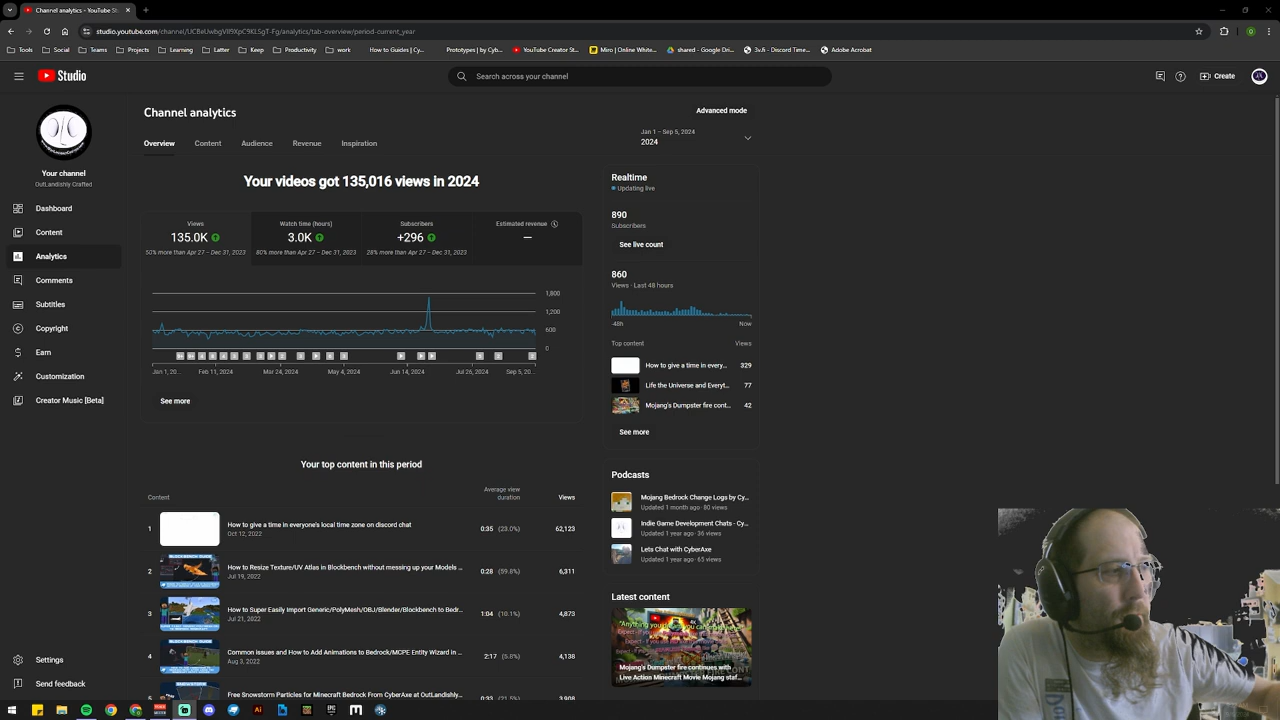 Channel analytics - YouTube St
studio.youtube.com/channel/UCBeUwbgVII9XpC9KLSgT-Fg/analytics/tab-overview/period-current_year
Tools
Social
Teams
Projects
Learning
Latter
Keep
Productivity
work
How to Guides | Cy...
Prototypes | by Cyb...
YouTube Creator St...
Miro | Online White...
shared - Google Dri...
3v.fi - Discord Time...
Adobe Acrobat
Studio
Search across your channel
Create
Your channel
OutLandishly Crafted
Dashboard
Content
Analytics
Comments
Subtitles
Copyright
Earn
Customization
Creator Music [Beta]
Settings
Send feedback
Channel analytics
Advanced mode
Overview
Content
Audience
Revenue
Inspiration
Jan 1 – Sep 5, 2024
2024
Your videos got 135,016 views in 2024
Views
135.0K
50% more than Apr 27 – Dec 31, 2023
Watch time (hours)
3.0K
80% more than Apr 27 – Dec 31, 2023
Subscribers
+296
28% more than Apr 27 – Dec 31, 2023
Estimated revenue
—
1,800
1,200
600
0
Jan 1, 20...
Feb 11, 2024
Mar 24, 2024
May 4, 2024
Jun 14, 2024
Jul 26, 2024
Sep 5, 20...
See more
Your top content in this period
Content
Average view
duration
Views
1
How to give a time in everyone's local time zone on discord chat
Oct 12, 2022
0:35 (23.0%)
62,123
2
How to Resize Texture/UV Atlas in Blockbench without messing up your Models ...
Jul 19, 2022
0:28 (59.8%)
6,311
3
How to Super Easily Import Generic/PolyMesh/OBJ/Blender/Blockbench to Bedr...
Jul 21, 2022
1:04 (10.1%)
4,873
4
Common issues and How to Add Animations to Bedrock/MCPE Entity Wizard in ...
Aug 3, 2022
2:17 (5.8%)
4,138
5
Free Snowstorm Particles for Minecraft Bedrock From CyberAxe at OutLandishly...
0:33 (21.5%)
3,908
Realtime
Updating live
890
Subscribers
See live count
860
Views · Last 48 hours
-48h
Now
Top content
Views
How to give a time in every...
329
Life the Universe and Everyt...
77
Mojang's Dumpster fire cont...
42
See more
Podcasts
Mojang Bedrock Change Logs by Cy...
Updated 1 month ago · 80 views
Indie Game Development Chats - Cy...
Updated 1 year ago · 36 views
Lets Chat with CyberAxe
Updated 1 year ago · 65 views
Latest content
Mojang's Dumpster fire continues with
Live Action Minecraft Movie Mojang staf...